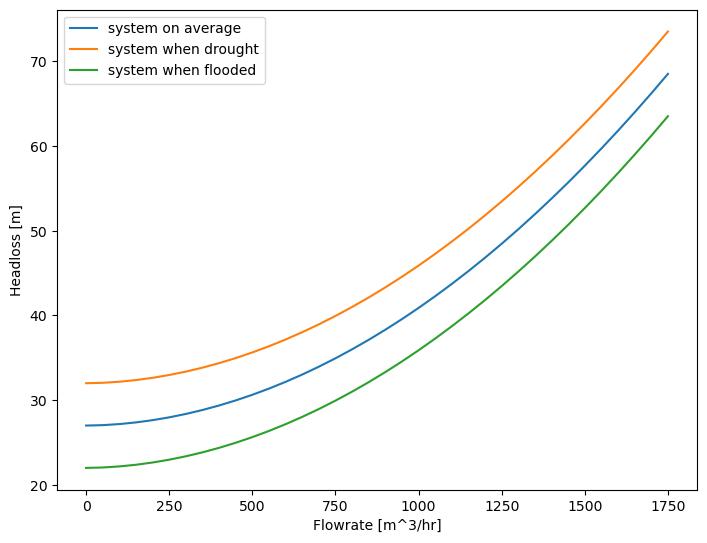 system on average
system when drought
system when flooded
70
60
50
40
30
20
Headloss [m]
0 250 500 750 1000 1250 1500 1750
Flowrate [m^3/hr]